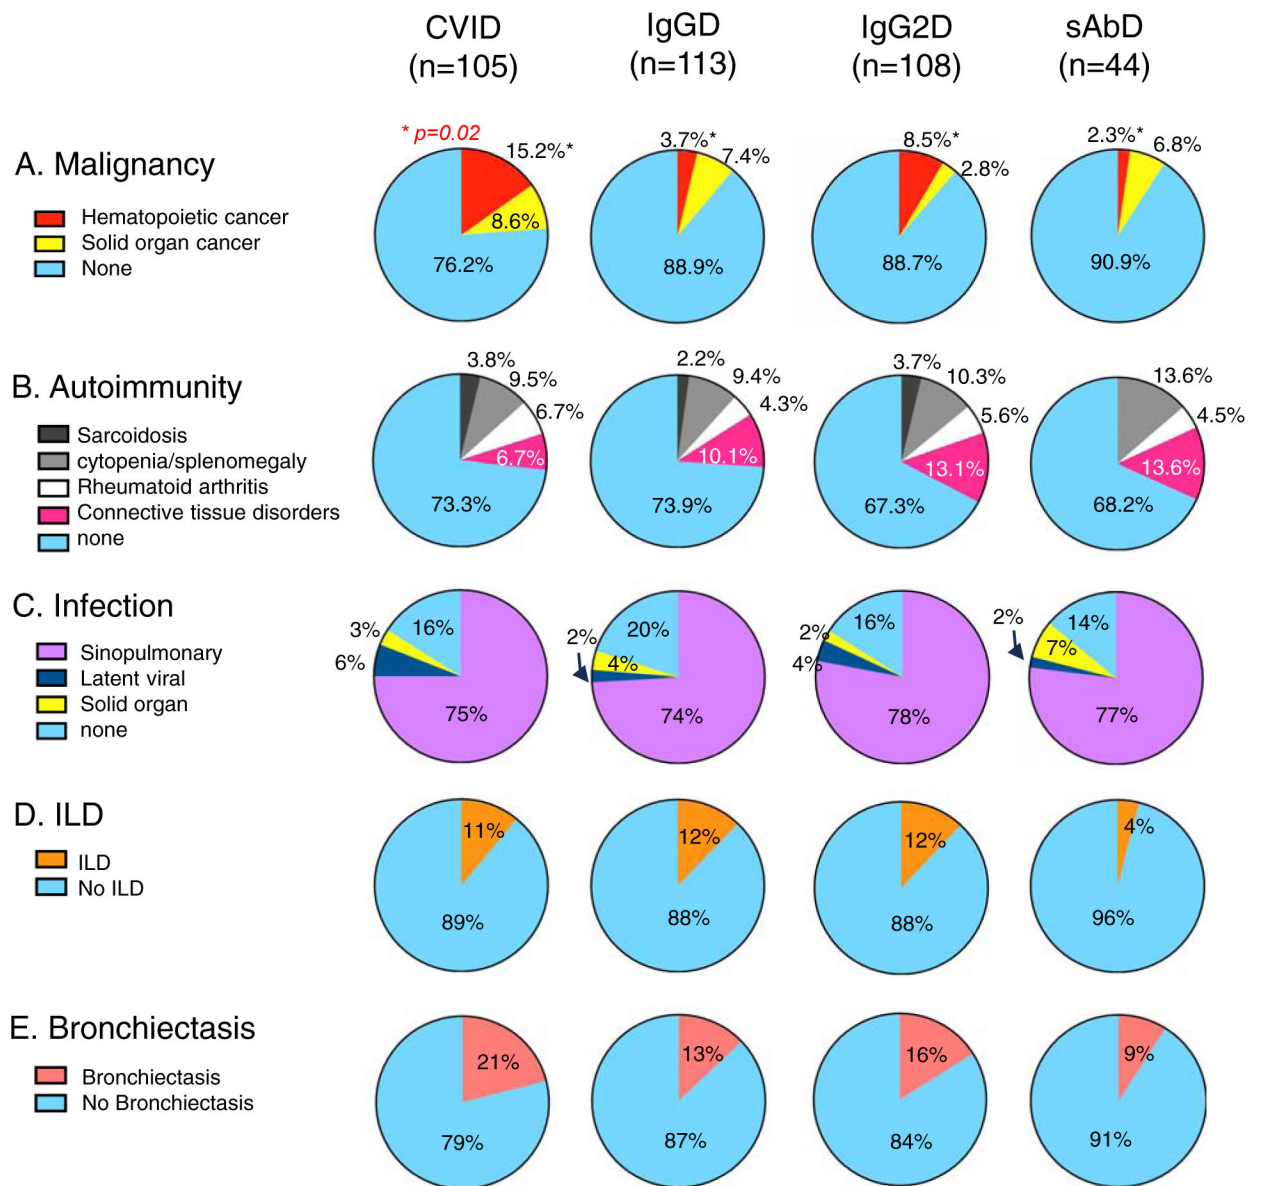 CVID IgGD IgG2D sAbD
(n=105) (n=113) (n=108) (n=44)
* p=0.02
A. Malignancy
Hematopoietic cancer
Solid organ cancer
None
15.2%*
8.6%
76.2%
3.7%*
7.4%
88.9%
8.5%*
2.8%
88.7%
2.3%*
6.8%
90.9%
B. Autoimmunity
Sarcoidosis
cytopenia/splenomegaly
Rheumatoid arthritis
Connective tissue disorders
none
3.8%
9.5%
6.7%
6.7%
73.3%
2.2%
9.4%
4.3%
10.1%
73.9%
3.7%
10.3%
5.6%
13.1%
67.3%
13.6%
4.5%
13.6%
68.2%
C. Infection
Sinopulmonary
Latent viral
Solid organ
none
3%
16%
6%
75%
2%
20%
4%
74%
2%
16%
4%
78%
2%
14%
7%
77%
D. ILD
ILD
No ILD
11%
89%
12%
88%
12%
88%
4%
96%
E. Bronchiectasis
Bronchiectasis
No Bronchiectasis
21%
79%
13%
87%
16%
84%
9%
91%